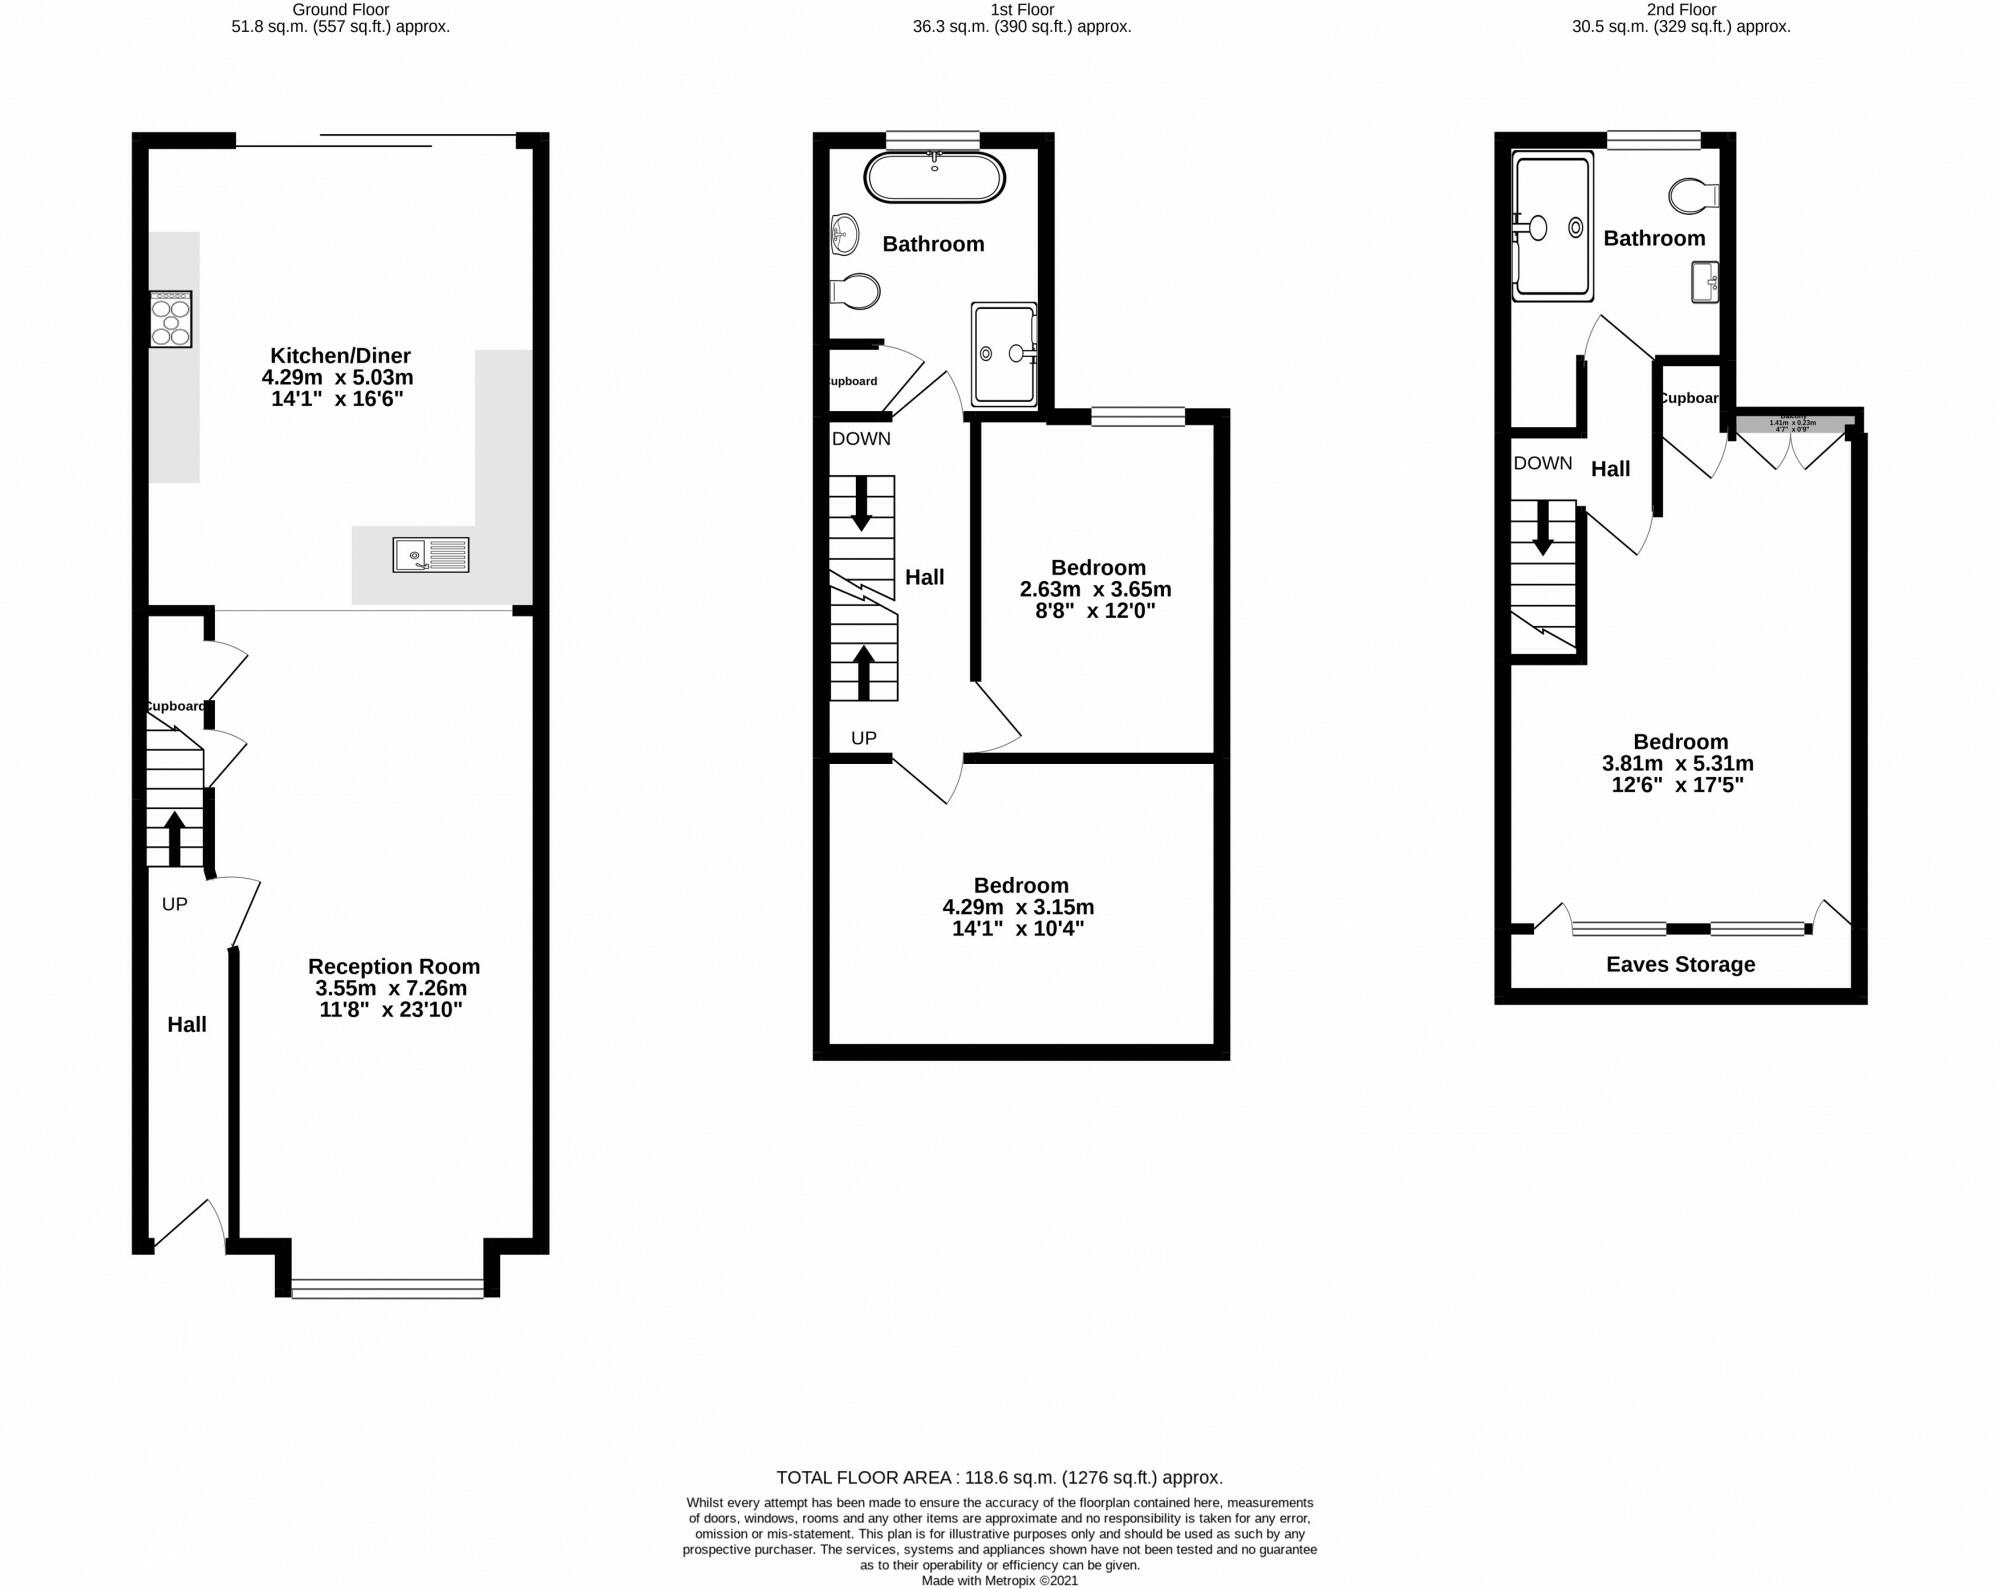 Ground Floor
51.8 sq.m. (557 sq.ft.) approx.
Kitchen/Diner
4.29m x 5.03m
14'1" x 16'6"
Cupboard
UP
Reception Room
3.55m x 7.26m
11'8" x 23'10"
Hall
1st Floor
36.3 sq.m. (390 sq.ft.) approx.
Bathroom
Cupboard
DOWN
Hall
Bedroom
2.63m x 3.65m
8'8" x 12'0"
UP
Bedroom
4.29m x 3.15m
14'1" x 10'4"
2nd Floor
30.5 sq.m. (329 sq.ft.) approx.
Bathroom
Cupboar
Balcony
1.41m x 0.23m
4'7" x 0'9"
DOWN
Hall
Bedroom
3.81m x 5.31m
12'6" x 17'5"
Eaves Storage
TOTAL FLOOR AREA : 118.6 sq.m. (1276 sq.ft.) approx.
Whilst every attempt has been made to ensure the accuracy of the floorplan contained here, measurements
of doors, windows, rooms and any other items are approximate and no responsibility is taken for any error,
omission or mis-statement. This plan is for illustrative purposes only and should be used as such by any
prospective purchaser. The services, systems and appliances shown have not been tested and no guarantee
as to their operability or efficiency can be given.
Made with Metropix ©2021